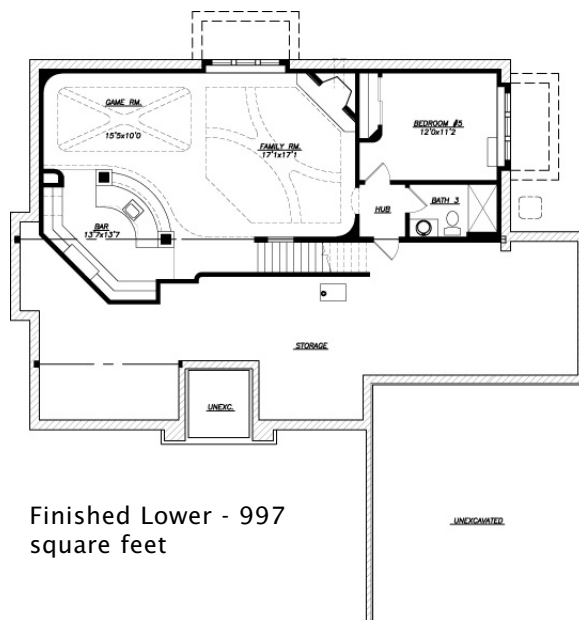 GAME RM.
15'5x10'0
FAMILY RM.
17'1x17'1
BEDROOM #5
12'0x11'2
BATH 3
HUB
BAR
13'7x13'7
STORAGE
UNEXC.
UNEXCAVATED
Finished Lower - 997
square feet